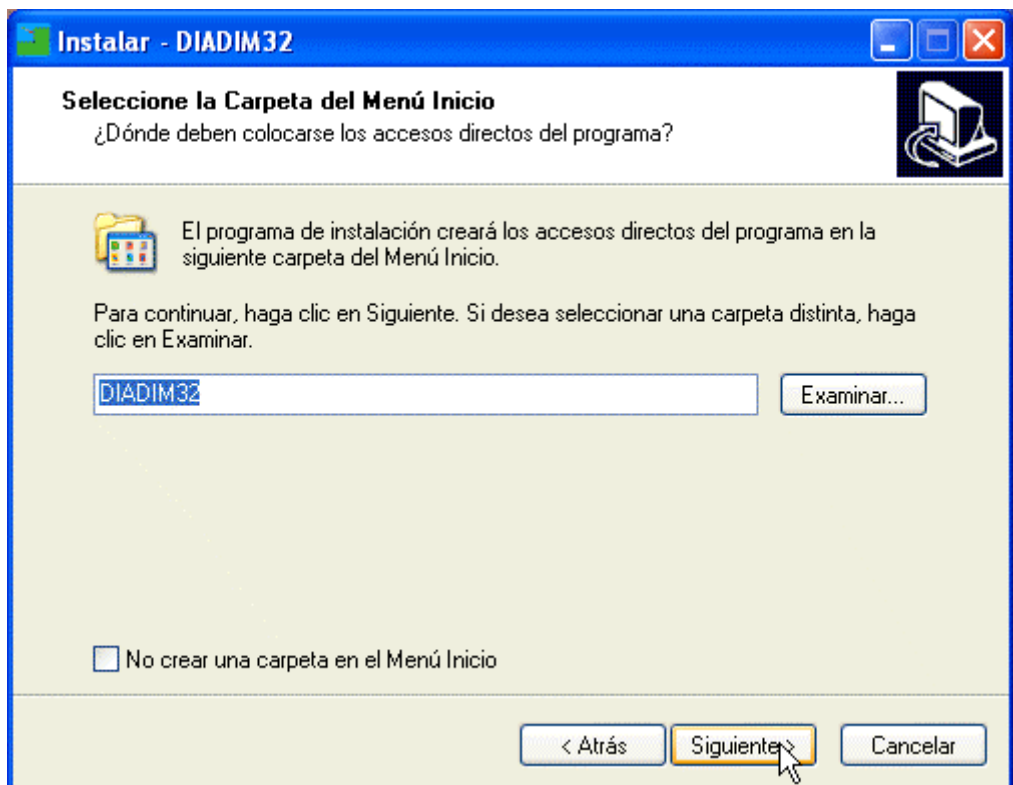 Instalar - DIADIM32
Seleccione la Carpeta del Menú Inicio
¿Dónde deben colocarse los accesos directos del programa?
El programa de instalación creará los accesos directos del programa en la
siguiente carpeta del Menú Inicio.
Para continuar, haga clic en Siguiente. Si desea seleccionar una carpeta distinta, haga
clic en Examinar.
DIADIM32
Examinar...
No crear una carpeta en el Menú Inicio
< Atrás
Siguiente >
Cancelar